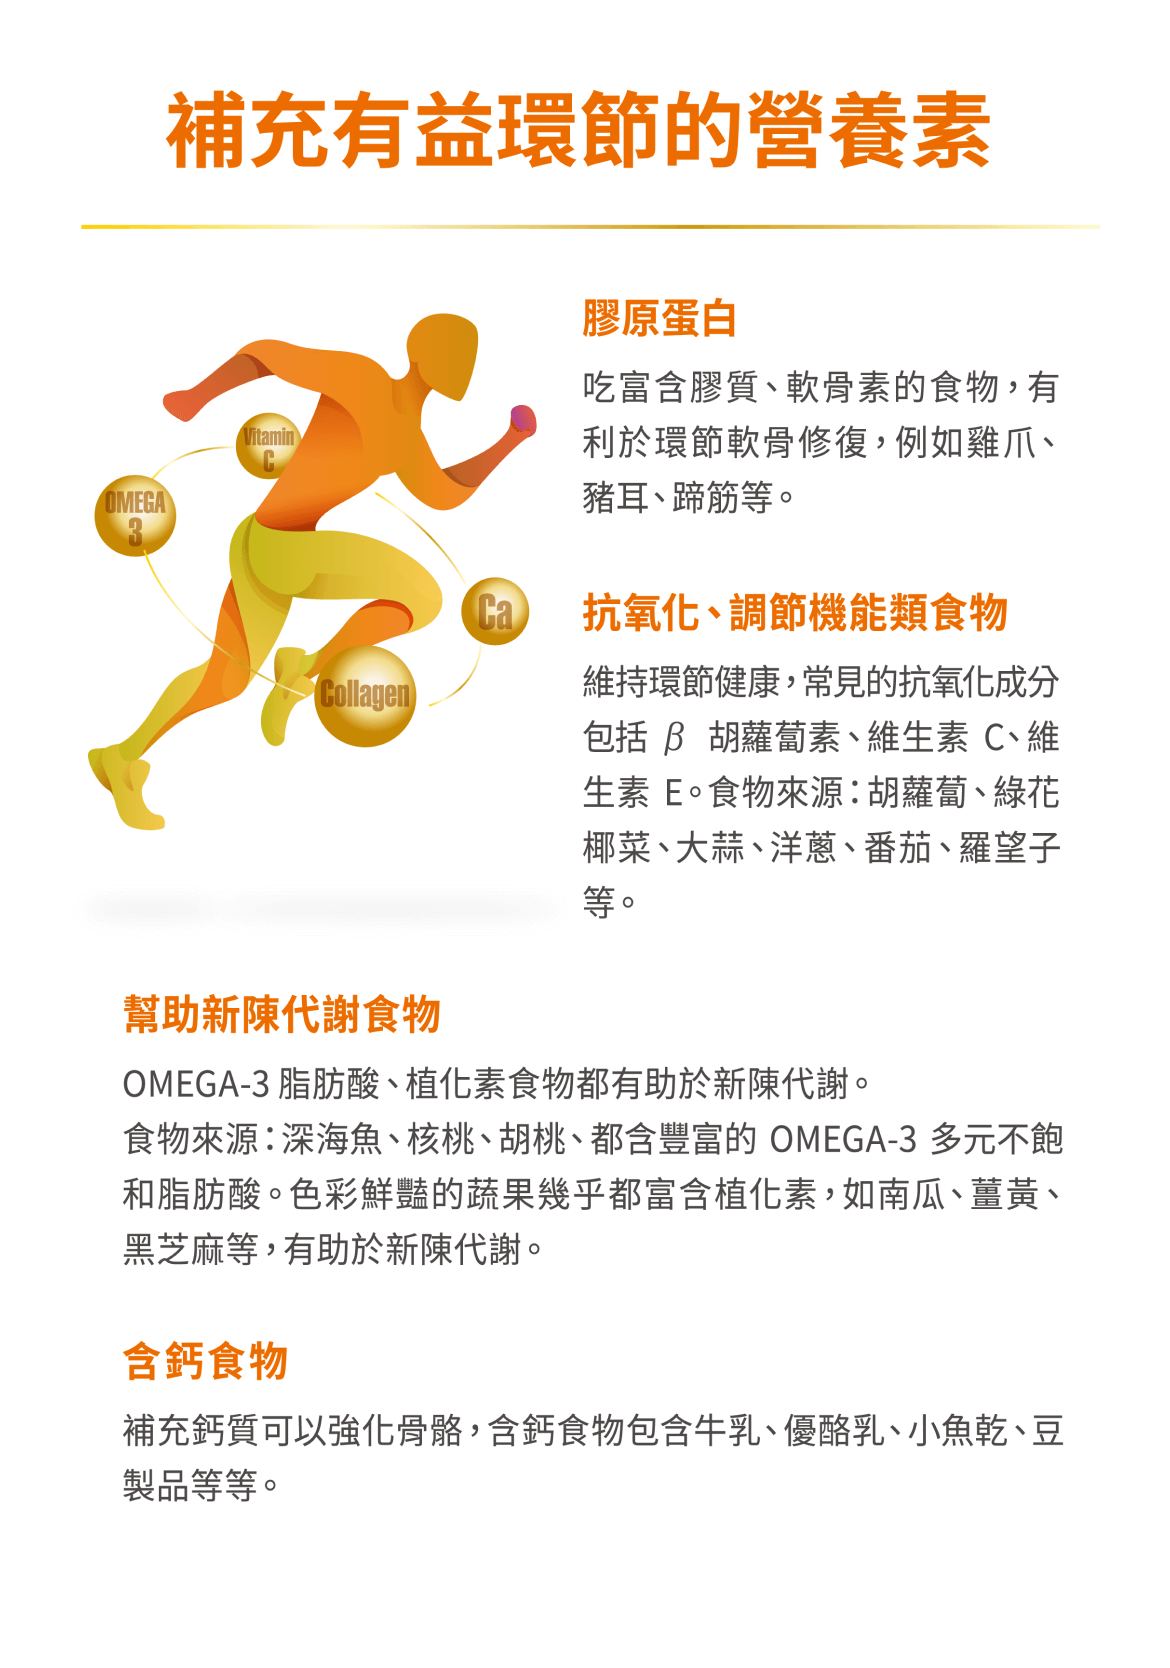 補充有益環節的營養素
Vitamin
C
OMEGA
3
Ca
Collagen
膠原蛋白
吃富含膠質、軟骨素的食物，有
利於環節軟骨修復，例如雞爪、
豬耳、蹄筋等。
抗氧化、調節機能類食物
維持環節健康，常見的抗氧化成分
包括 β 胡蘿蔔素、維生素 C、維
生素 E。食物來源：胡蘿蔔、綠花
椰菜、大蒜、洋蔥、番茄、羅望子
等。
幫助新陳代謝食物
OMEGA-3 脂肪酸、植化素食物都有助於新陳代謝。
食物來源：深海魚、核桃、胡桃、都含豐富的 OMEGA-3 多元不飽
和脂肪酸。色彩鮮豔的蔬果幾乎都富含植化素，如南瓜、薑黃、
黑芝麻等，有助於新陳代謝。
含鈣食物
補充鈣質可以強化骨骼，含鈣食物包含牛乳、優酪乳、小魚乾、豆
製品等等。